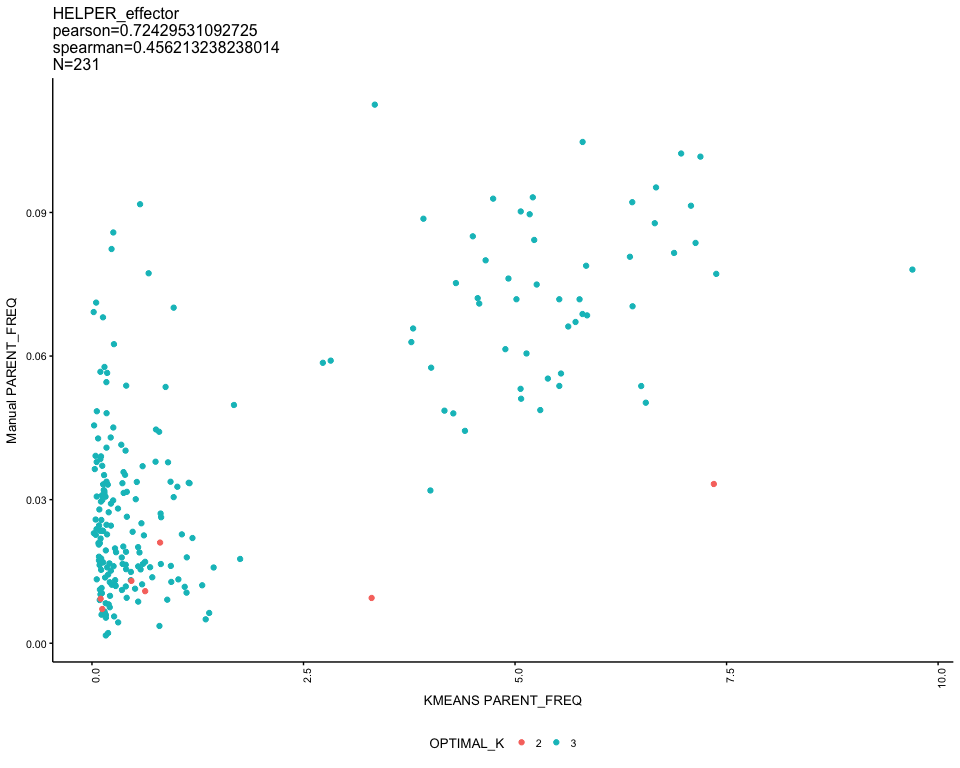 HELPER_effector
pearson=0.72429531092725
spearman=0.456213238238014
N=231
Manual PARENT_FREQ
0.09
0.06
0.03
0.00
0.0
2.5
5.0
7.5
10.0
KMEANS PARENT_FREQ
OPTIMAL_K 2 3